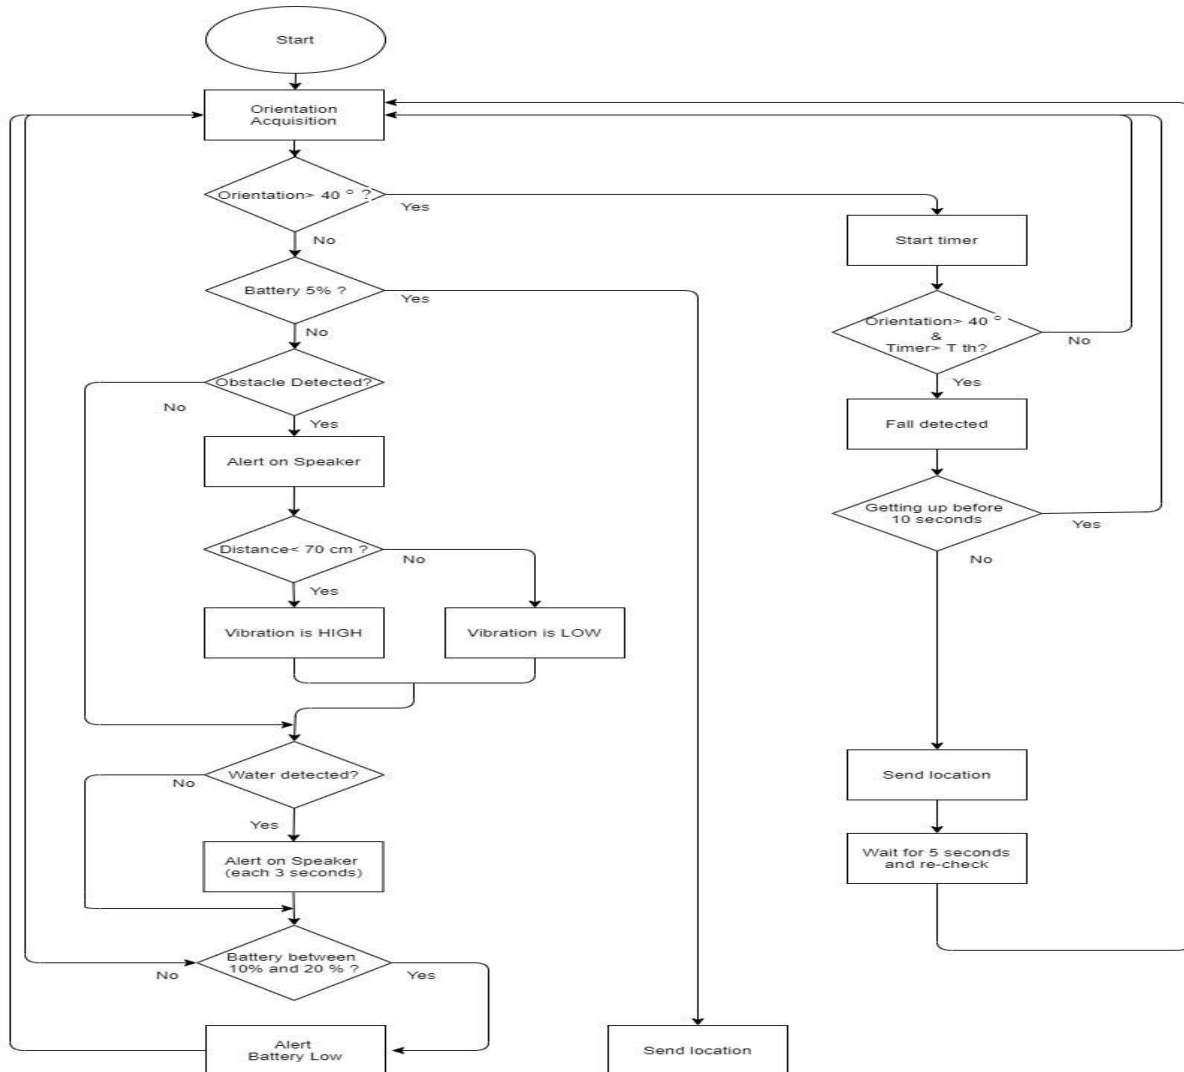 Start
Orientation
Acquisition
Orientation> 40 ° ?
Yes
No
Start timer
Battery 5% ?
Yes
No
Orientation> 40 °
&
Timer> T th?
No
Yes
Obstacle Detected?
No
Yes
Fall detected
Alert on Speaker
Getting up before
10 seconds
Yes
No
Distance< 70 cm ?
No
Yes
Vibration is HIGH
Vibration is LOW
Water detected?
No
Yes
Send location
Alert on Speaker
(each 3 seconds)
Wait for 5 seconds
and re-check
Battery between
10% and 20 % ?
No
Yes
Alert
Battery Low
Send location